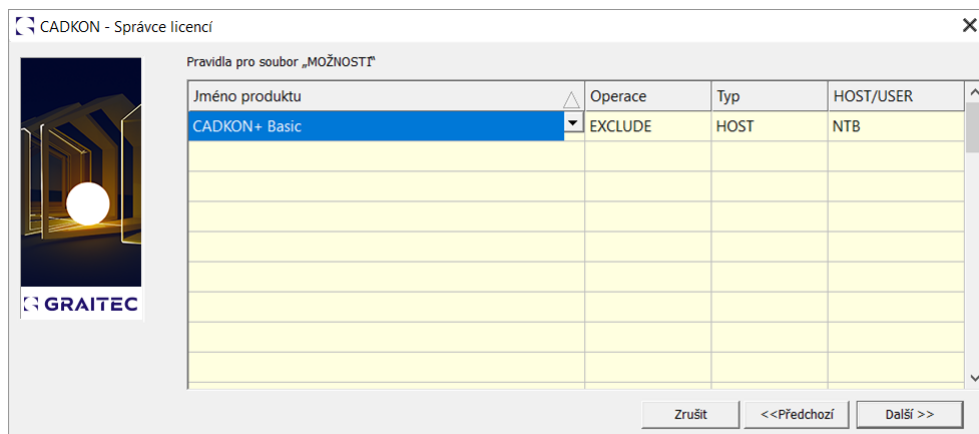 CADKON - Správce licencí
Pravidla pro soubor „MOŽNOSTI“
Jméno produktu Operace Typ HOST/USER
CADKON+ Basic EXCLUDE HOST NTB
GRAITEC
Zrušit <<Předchozí Další >>